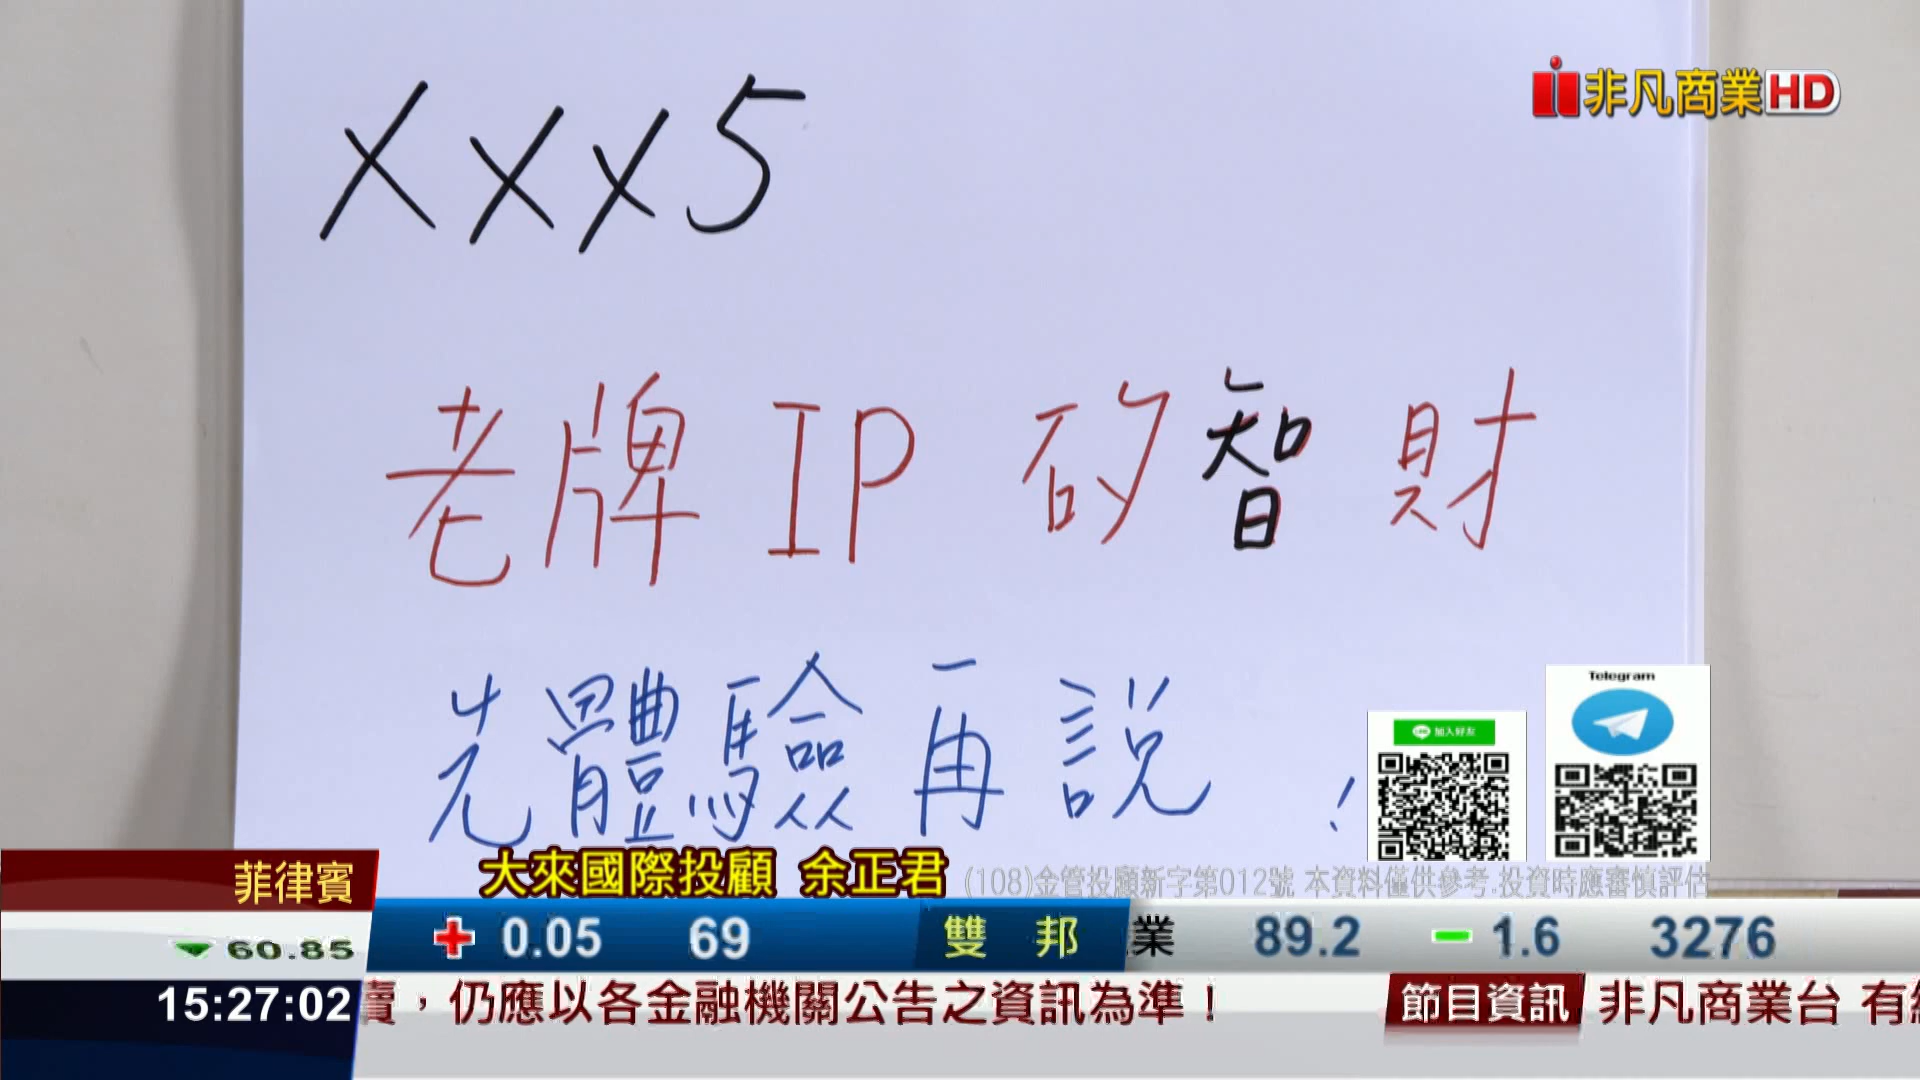 xxx5
非凡商業HD
老牌 IP 矽智財
先體驗再說!
Telegram
加入好友
菲律賓
大來國際投顧 余正君
(108)金管投顧新字第012號 本資料僅供參考.投資時應審慎評估
60.85
0.05 69 雙邦 業 89.2 1.6 3276
15:27:02
賣,仍應以各金融機關公告之資訊為準!
節目資訊 非凡商業台 有